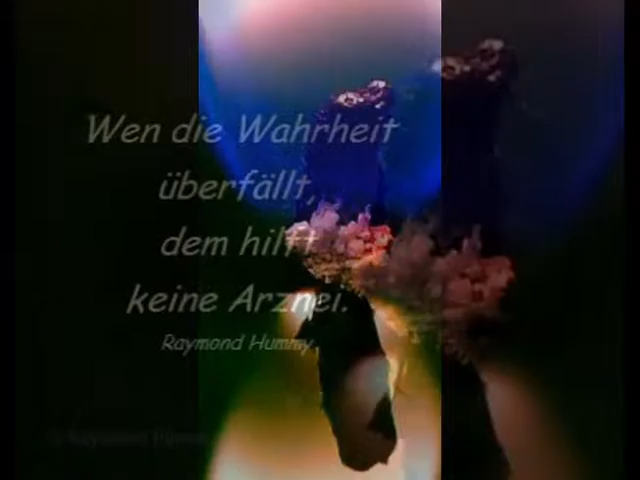 Wen die Wahrheit
überfällt,
dem hilft
keine Arznei.
Raymond Hummy